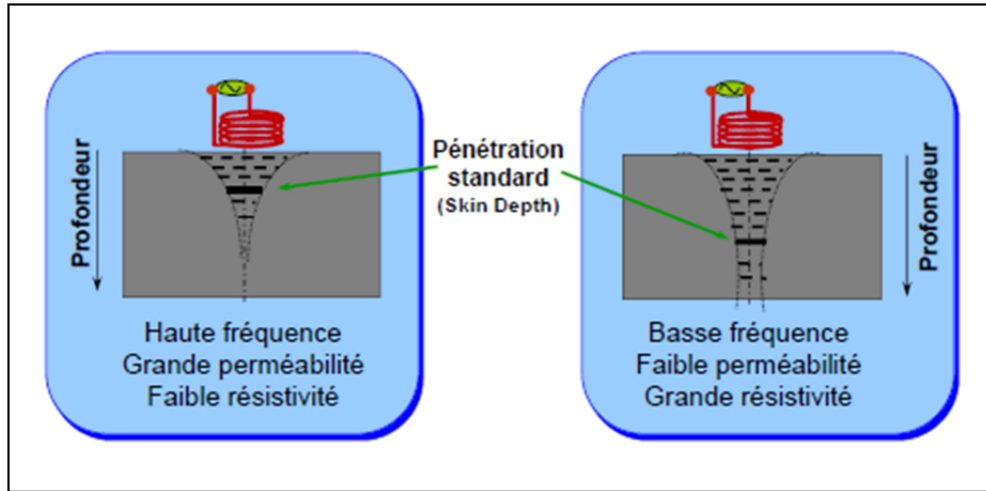 Profondeur
Pénétration
standard
(Skin Depth)
Profondeur
Haute fréquence
Grande perméabilité
Faible résistivité
Basse fréquence
Faible perméabilité
Grande résistivité